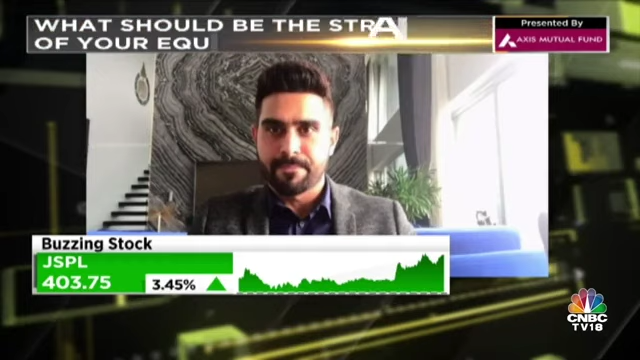 WHAT SHOULD BE THE STRA
OF YOUR EQU
Presented By
AXIS MUTUAL FUND
Buzzing Stock
JSPL
403.75
3.45%
CNBC
TV18